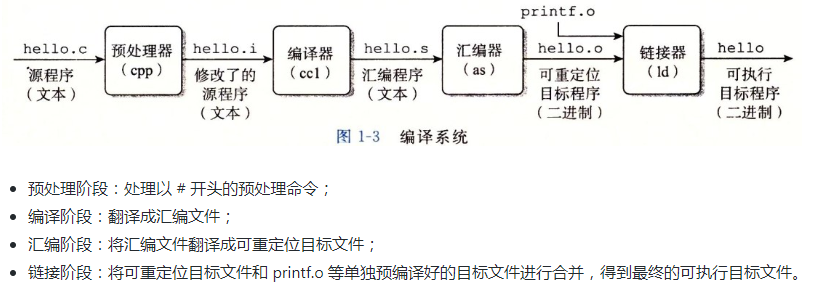 printf.o
hello.c 预处理器 hello.i 编译器 hello.s 汇编器 hello.o 链接器 hello
源程序 (cpp) 修改了的 (cc1) 汇编程序 (as) 可重定位 (ld) 可执行
(文本) 源程序 (文本) 目标程序 目标程序
(文本) (二进制) (二进制)
图 1-3 编译系统
• 预处理阶段：处理以 # 开头的预处理命令；
• 编译阶段：翻译成汇编文件；
• 汇编阶段：将汇编文件翻译成可重定位目标文件；
• 链接阶段：将可重定位目标文件和 printf.o 等单独预编译好的目标文件进行合并，得到最终的可执行目标文件。